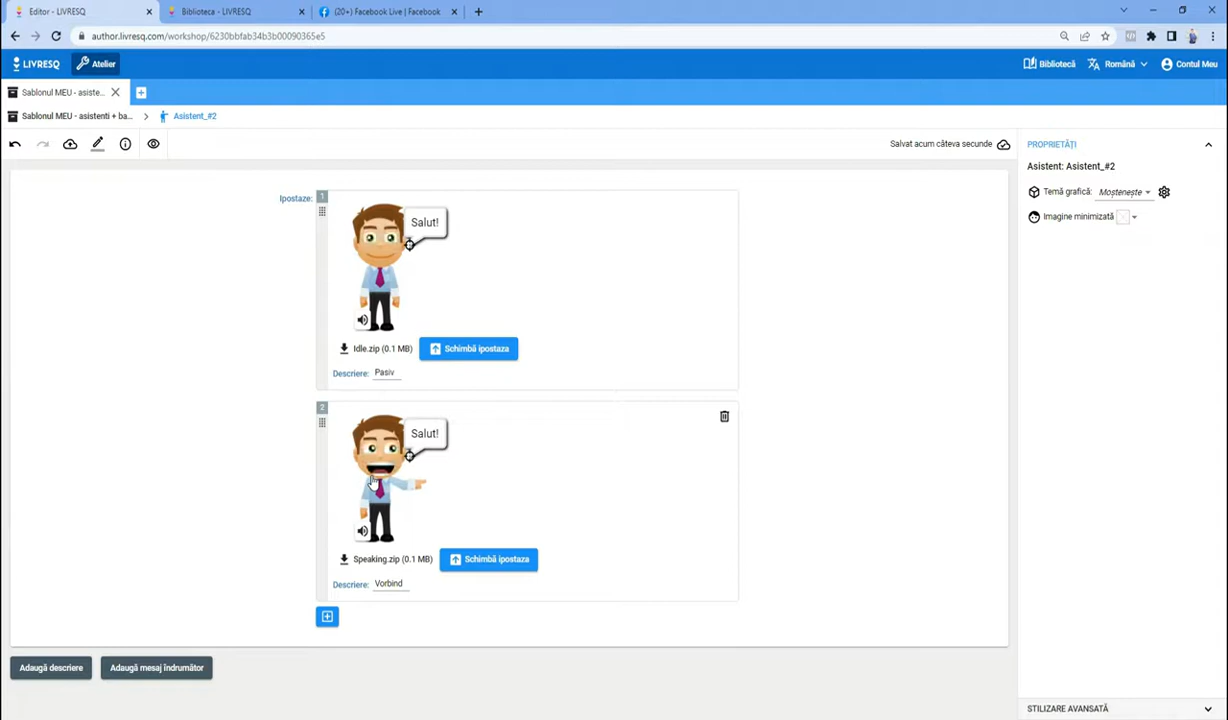 Editor - LIVRESQ
Biblioteca - LIVRESQ
(20+) Facebook Live | Facebook
author.livresq.com/workshop/6230bbfab34b3b00090365e5
LIVRESQ
Atelier
Bibliotecă
Română
Contul Meu
Sablonul MEU - asiste...
Sablonul MEU - asistenti + ba...
Asistent_#2
Salvat acum câteva secunde
PROPRIETĂȚI
Asistent: Asistent_#2
Temă grafică: Moștenește
Imagine minimizată
Ipostaze:
1
Salut!
Idle.zip (0.1 MB)
Schimbă ipostaza
Descriere: Pasiv
2
Salut!
Speaking.zip (0.1 MB)
Schimbă ipostaza
Descriere: Vorbind
Adaugă descriere
Adaugă mesaj îndrumător
STILIZARE AVANSATĂ